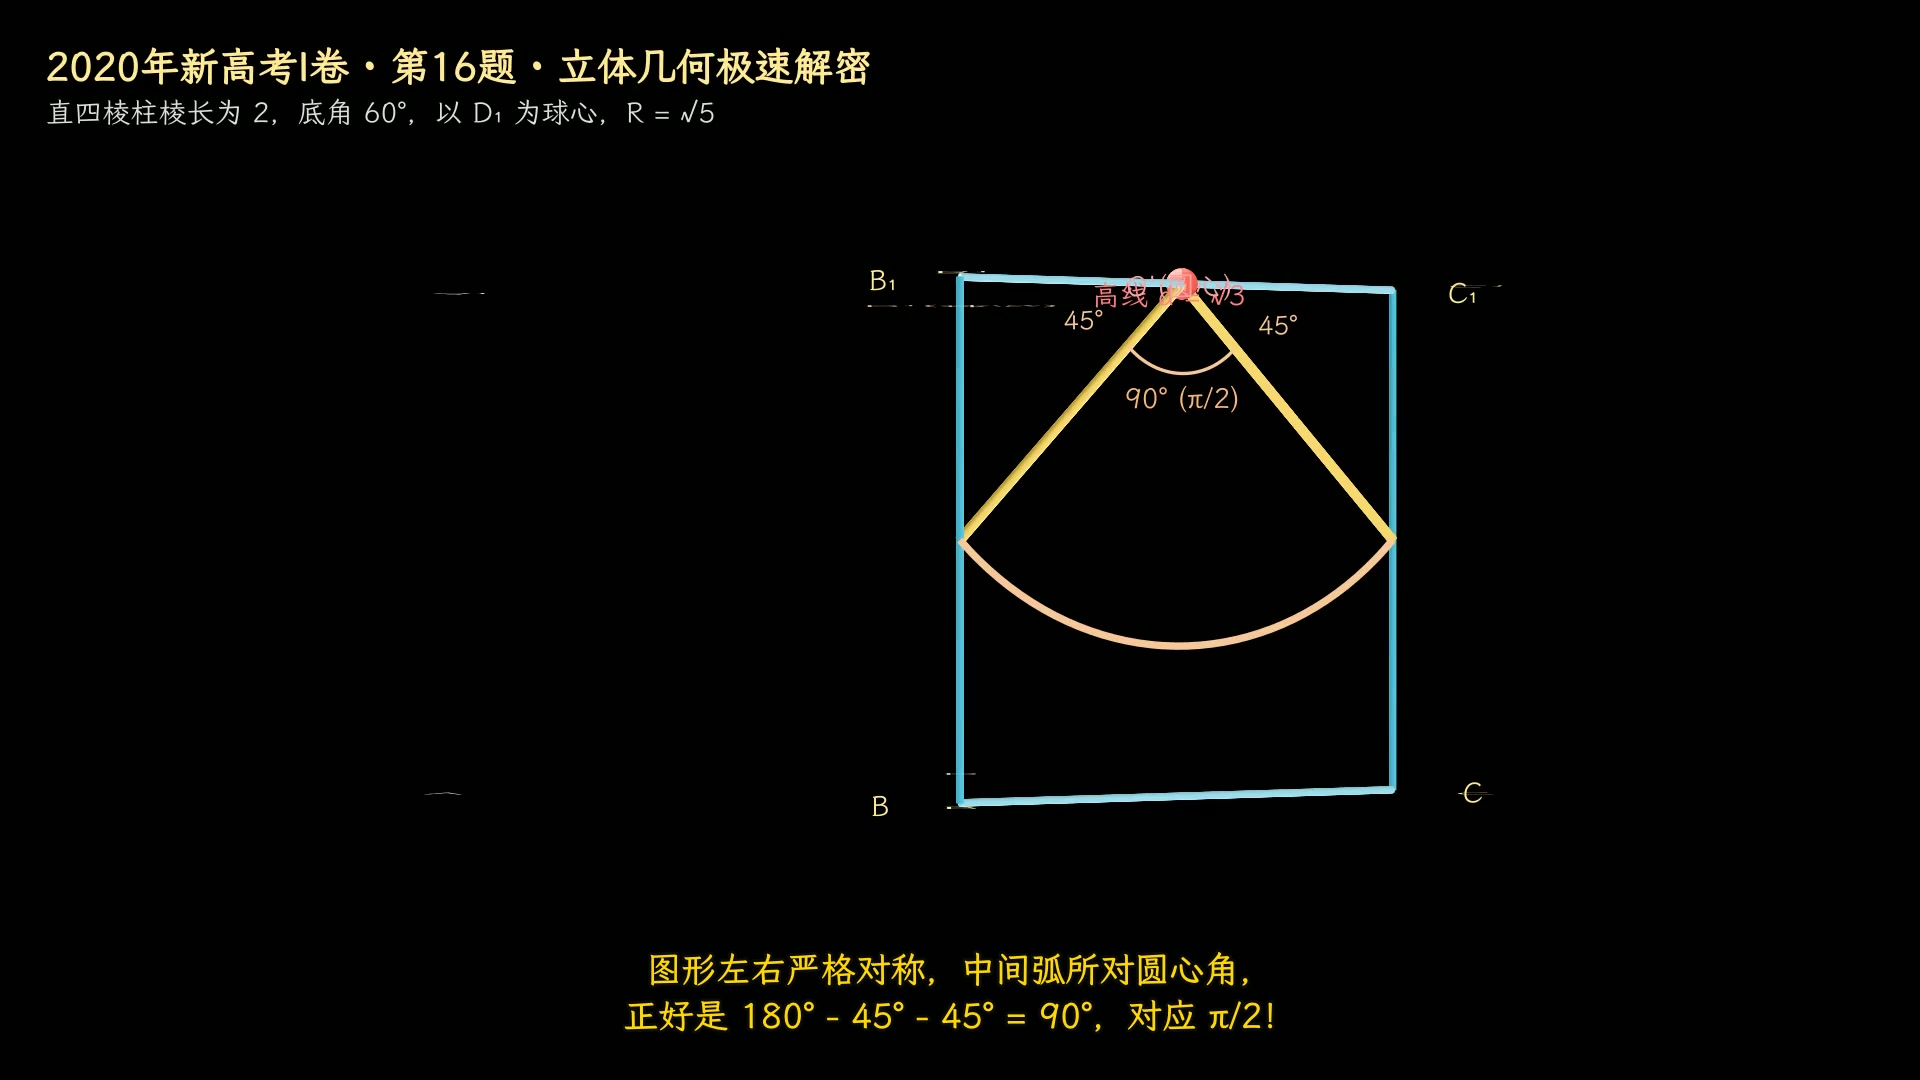 2020年新高考I卷·第16题·立体几何极速解密
直四棱柱棱长为 2，底角 60°，以 D₁ 为球心，R = √5
B₁
C₁
高线 √3
45°
45°
90° (π/2)
B
C
图形左右严格对称，中间弧所对圆心角，
正好是 180° - 45° - 45° = 90°，对应 π/2!